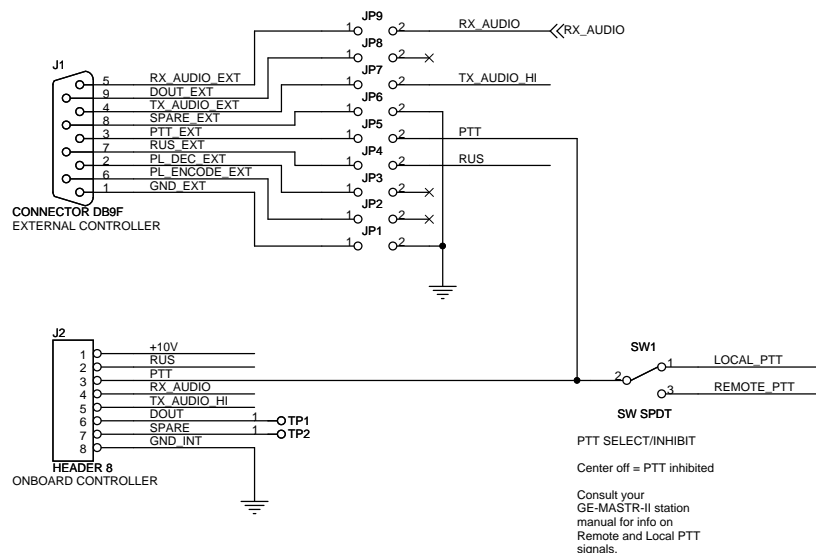 JP9
1 2 RX_AUDIO RX_AUDIO
JP8
1 2
J1
JP7
5 RX_AUDIO_EXT 1 2 TX_AUDIO_HI
9 DOUT_EXT
JP6
4 TX_AUDIO_EXT 1 2
8 SPARE_EXT
JP5
3 PTT_EXT 1 2 PTT
7 RUS_EXT
JP4
2 PL_DEC_EXT 1 2 RUS
6 PL_ENCODE_EXT
JP3
1 GND_EXT 1 2
JP2
CONNECTOR DB9F 1 2
EXTERNAL CONTROLLER
JP1
1 2
J2
1 +10V
2 RUS
3 PTT
4 RX_AUDIO
5 TX_AUDIO_HI
6 DOUT 1 TP1
7 SPARE 1 TP2
8 GND_INT
HEADER 8
ONBOARD CONTROLLER
SW1
2 1 LOCAL_PTT
3 REMOTE_PTT
SW SPDT
PTT SELECT/INHIBIT
Center off = PTT inhibited
Consult your
GE-MASTR-II station
manual for info on
Remote and Local PTT
signals.